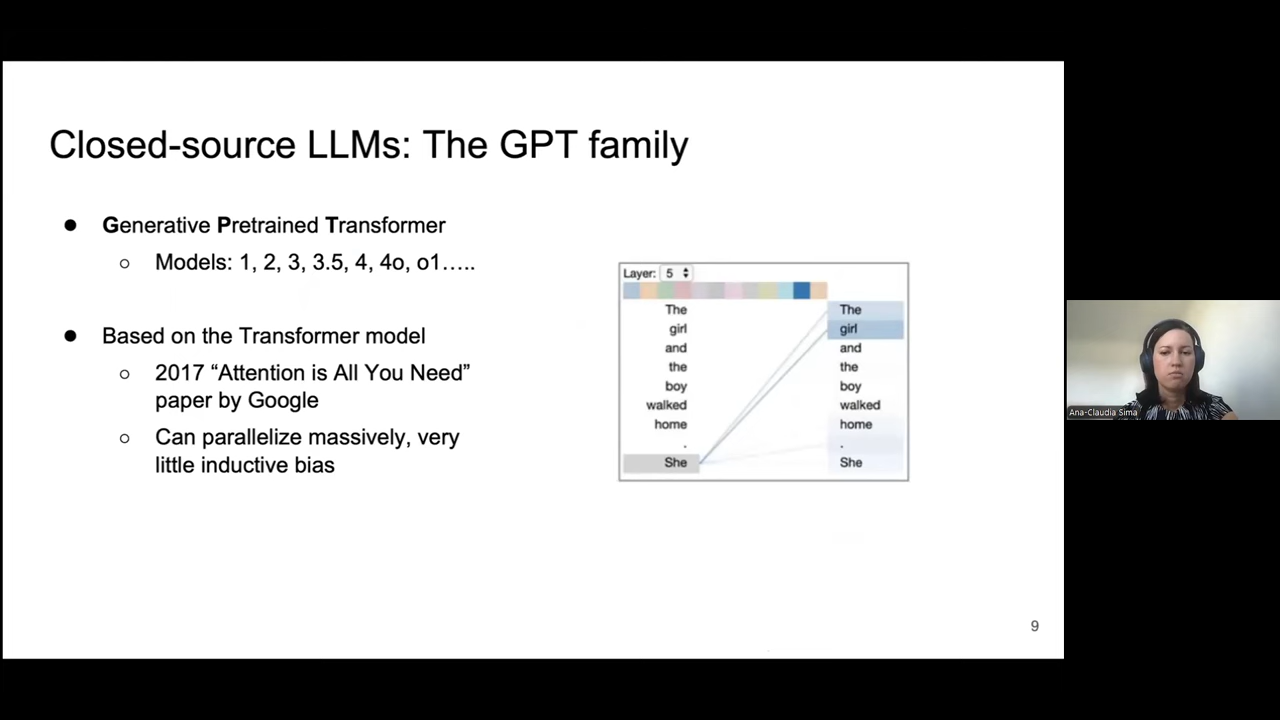 Closed-source LLMs: The GPT family
● Generative Pretrained Transformer
○ Models: 1, 2, 3, 3.5, 4, 4o, o1…..
● Based on the Transformer model
○ 2017 “Attention is All You Need”
paper by Google
○ Can parallelize massively, very
little inductive bias
Layer: 5
The The
girl girl
and and
the the
boy boy
walked walked
home home
. .
She She
9
Ana-Claudia Sima